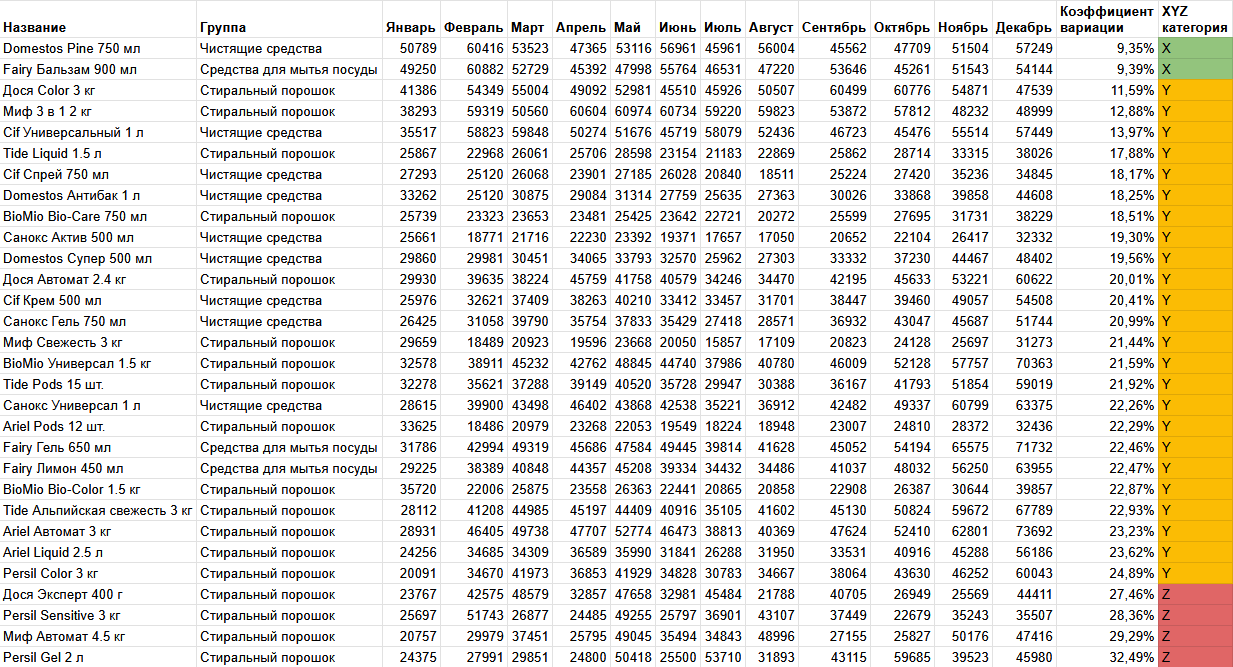 Название Группа Январь Февраль Март Апрель Май Июнь Июль Август Сентябрь Октябрь Ноябрь Декабрь Коэффициент вариации XYZ категория
Domestos Pine 750 мл Чистящие средства 50789 60416 53523 47365 53116 56961 45961 56004 45562 47709 51504 57249 9,35% X
Fairy Бальзам 900 мл Средства для мытья посуды 49250 60882 52729 45392 47998 55764 46531 47220 53646 45261 51543 54144 9,39% X
Дося Color 3 кг Стиральный порошок 41386 54349 55004 49092 52981 45510 45926 50507 60499 60776 54871 47539 11,59% Y
Миф 3 в 1 2 кг Стиральный порошок 38293 59319 50560 60604 60974 60734 59220 59823 53872 57812 48232 48999 12,88% Y
Cif Универсальный 1 л Чистящие средства 35517 58823 59848 50274 51676 45719 58079 52436 46723 45476 55514 57449 13,97% Y
Tide Liquid 1.5 л Стиральный порошок 25867 22968 26061 25706 28598 23154 21183 22869 25862 28714 33315 38026 17,88% Y
Cif Спрей 750 мл Чистящие средства 27293 25120 26068 23901 27185 26028 20840 18511 25224 27420 35236 34845 18,17% Y
Domestos Антибак 1 л Чистящие средства 33262 31120 30875 29084 31314 27759 25635 27363 30026 33868 39858 44608 18,25% Y
BioMio Bio-Care 750 мл Стиральный порошок 25739 23323 23653 23481 25425 23642 22721 20272 25599 27695 31731 38229 18,51% Y
Санокс Актив 500 мл Чистящие средства 25661 18771 21716 22230 23392 19371 17657 17050 20652 22104 26417 32332 19,30% Y
Domestos Супер 500 мл Чистящие средства 29860 29981 30451 34065 33793 32570 25962 27303 33332 37230 44467 48402 19,56% Y
Дося Автомат 2.4 кг Стиральный порошок 29930 39635 38224 45759 41758 40579 34246 34470 42195 45633 53221 60622 20,01% Y
Cif Крем 500 мл Чистящие средства 25976 32621 37409 38263 40210 33412 33457 31701 38447 39460 49057 54508 20,41% Y
Санокс Гель 750 мл Чистящие средства 26425 31058 39790 35754 37833 35429 27418 28571 36932 43047 45687 51744 20,99% Y
Миф Свежесть 3 кг Стиральный порошок 29659 18489 20923 19596 23668 20050 15857 17109 20823 24128 25697 31273 21,44% Y
BioMio Универсал 1.5 кг Стиральный порошок 32578 38911 45232 42762 48845 44740 37986 40780 46009 52128 57757 70363 21,59% Y
Tide Pods 15 шт. Стиральный порошок 32278 35621 37288 39149 40520 35728 29947 30388 36167 41793 51854 59019 21,92% Y
Санокс Универсал 1 л Чистящие средства 28615 39900 43498 46402 43868 42538 35221 36912 42482 49337 60799 63375 22,26% Y
Ariel Pods 12 шт. Стиральный порошок 33625 18486 20979 23268 22053 19549 18224 18948 23007 24810 28372 32436 22,29% Y
Fairy Гель 650 мл Средства для мытья посуды 31786 42994 49319 45686 47584 49445 39814 41628 45052 54194 65575 71732 22,46% Y
Fairy Лимон 450 мл Средства для мытья посуды 29225 38389 40848 44357 45208 39334 34432 34486 41037 48032 56250 63955 22,47% Y
BioMio Bio-Color 1.5 кг Стиральный порошок 35720 22006 25875 23558 26363 22441 20865 20858 22908 26387 30644 39857 22,87% Y
Tide Альпийская свежесть 3 кг Стиральный порошок 28112 41208 44985 45197 44409 40916 35105 41602 45130 50824 59672 67789 22,93% Y
Ariel Автомат 3 кг Стиральный порошок 28931 46405 49738 47707 52774 46473 38813 40369 47624 52410 62801 73692 23,23% Y
Ariel Liquid 2.5 л Стиральный порошок 24256 34685 34309 36589 35990 31841 26288 31950 33531 40916 45288 56186 23,62% Y
Persil Color 3 кг Стиральный порошок 20091 34670 41973 36853 41929 34828 30783 34667 38064 43630 46252 60043 24,89% Y
Дося Эксперт 400 г Стиральный порошок 23767 42575 48579 32857 47658 32981 45484 21788 40705 26949 25569 44411 27,46% Z
Persil Sensitive 3 кг Стиральный порошок 25697 51743 26877 24485 49255 25797 36901 43107 37449 22679 35243 35507 28,36% Z
Миф Автомат 4.5 кг Стиральный порошок 20757 29979 37451 25795 49045 35494 34843 48996 27155 25827 50176 47416 29,29% Z
Persil Gel 2 л Стиральный порошок 24375 27991 29851 24800 50418 25500 53710 31893 43115 59685 39523 45980 32,49% Z